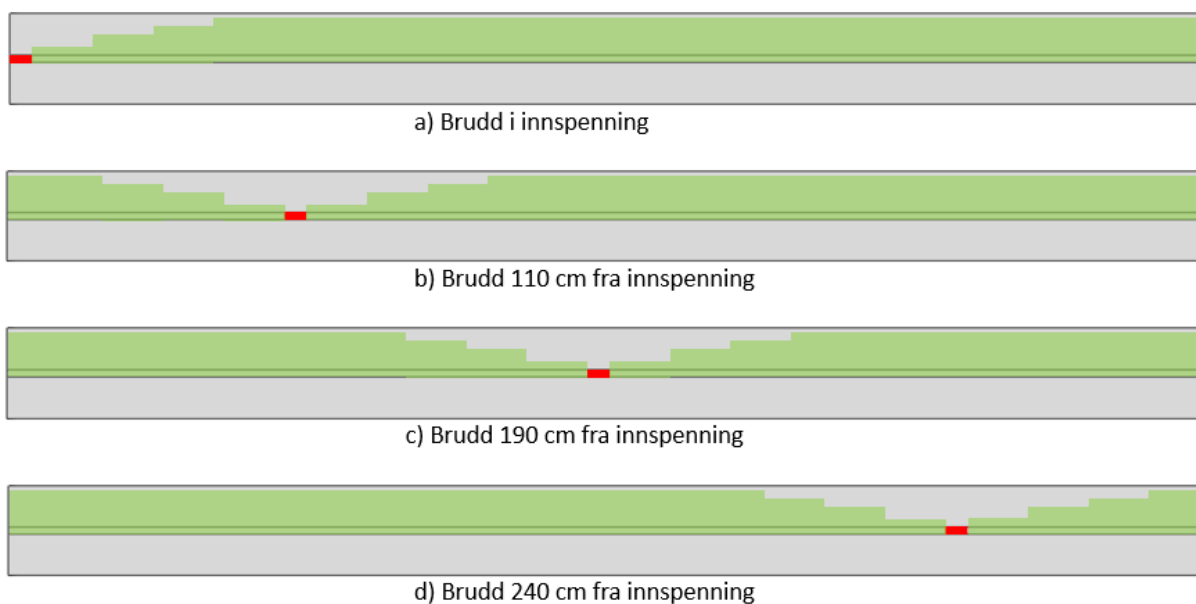 a) Brudd i innspenning
b) Brudd 110 cm fra innspenning
c) Brudd 190 cm fra innspenning
d) Brudd 240 cm fra innspenning